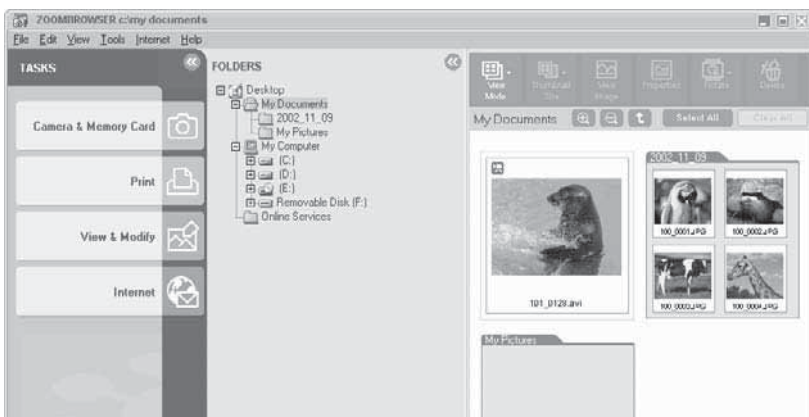 ZOOMBROWSER c:\my documents
File Edit View Tools Internet Help
TASKS
Camera & Memory Card
Print
View & Modify
Internet
FOLDERS
Desktop
My Documents
2002_11_09
My Pictures
My Computer
(C:)
(D:)
(E:)
Removable Disk (F:)
Online Services
View Mode
Thumbnail Size
View Image
Properties
Rotate
Delete
My Documents
Select All
Clear All
101_0129.avi
2002_11_09
100_0001.JPG
100_0002.JPG
100_0003.JPG
100_0004.JPG
My Pictures